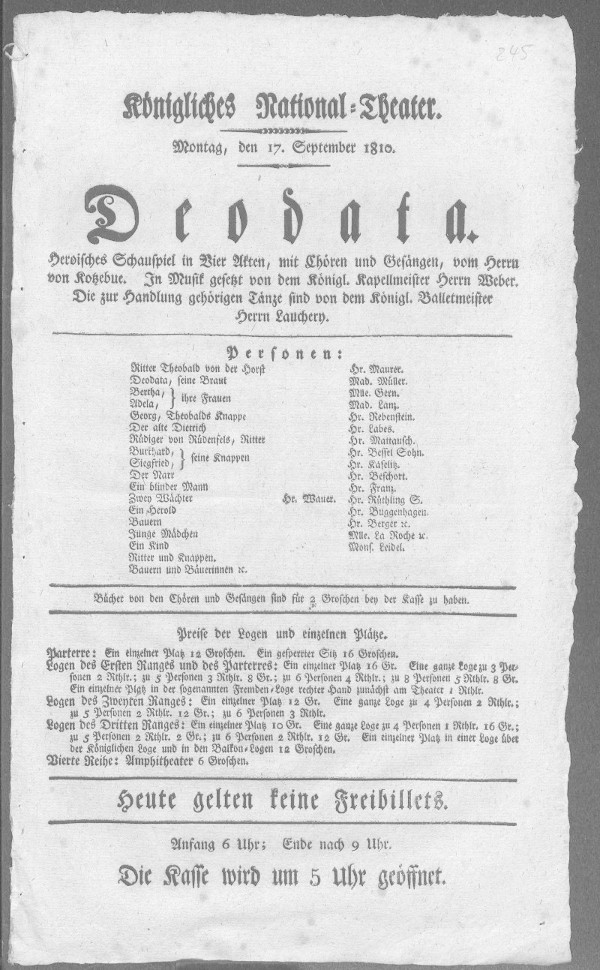 245
Königliches National-Theater.
Montag, den 17. September 1810.
Deodata.
Heroisches Schauspiel in Vier Akten, mit Chören und Gesängen, vom Herrn
von Kotzebue. In Musik gesetzt von dem Königl. Kapellmeister Herrn Weber.
Die zur Handlung gehörigen Tänze sind von dem Königl. Balletmeister
Herrn Lauchery.
Personen:
Ritter Theobald von der Horst Hr. Maurer.
Deodata, seine Braut Mad. Müller.
Bertha, } ihre Frauen Mlle. Gern.
Adela, Mad. Lanz.
Georg, Theobalds Knappe Hr. Rebenstein.
Der alte Dietrich Hr. Labes.
Rüdiger von Rüdenfels, Ritter Hr. Mattausch.
Burkhard, } seine Knappen Hr. Bessel Sohn.
Siegfried, Hr. Kaselitz.
Der Narr Hr. Beschort.
Ein blinder Mann Hr. Franz.
Zwey Wächter Hr. Wauer. Hr. Rüthling S.
Ein Herold Hr. Buggenhagen.
Bauern Hr. Berger ꝛc.
Junge Mädchen Mlle. La Roche ꝛc.
Ein Kind Mons. Leidel.
Ritter und Knappen.
Bauern und Bäuerinnen ꝛc.
Bücher von den Chören und Gesängen sind für 2 Groschen bey der Kasse zu haben.
Preise der Logen und einzelnen Plätze.
Parterre: Ein einzelner Platz 12 Groschen. Ein gesperrter Sitz 16 Groschen.
Logen des Ersten Ranges und des Parterres: Ein einzelner Platz 16 Gr. Eine ganze Loge zu 3 Per-
sonen 2 Rthlr.; zu 5 Personen 3 Rthlr. 8 Gr.; zu 6 Personen 4 Rthlr.; zu 8 Personen 5 Rthlr. 8 Gr.
Ein einzelner Platz in der sogenannten Fremden-Loge rechter Hand zunächst am Theater 1 Rthlr.
Logen des Zweyten Ranges: Ein einzelner Platz 12 Gr. Eine ganze Loge zu 4 Personen 2 Rthlr.;
zu 5 Personen 2 Rthlr. 12 Gr.; zu 6 Personen 3 Rthlr.
Logen des Dritten Ranges: Ein einzelner Platz 10 Gr. Eine ganze Loge zu 4 Personen 1 Rthlr. 16 Gr.;
zu 5 Personen 2 Rthlr. 2 Gr.; zu 6 Personen 2 Rthlr. 12 Gr. Ein einzelner Platz in einer Loge über
der Königlichen Loge und in den Balkon-Logen 12 Groschen.
Vierte Reihe: Amphitheater 6 Groschen.
Heute gelten keine Freibillets.
Anfang 6 Uhr; Ende nach 9 Uhr.
Die Kasse wird um 5 Uhr geöffnet.